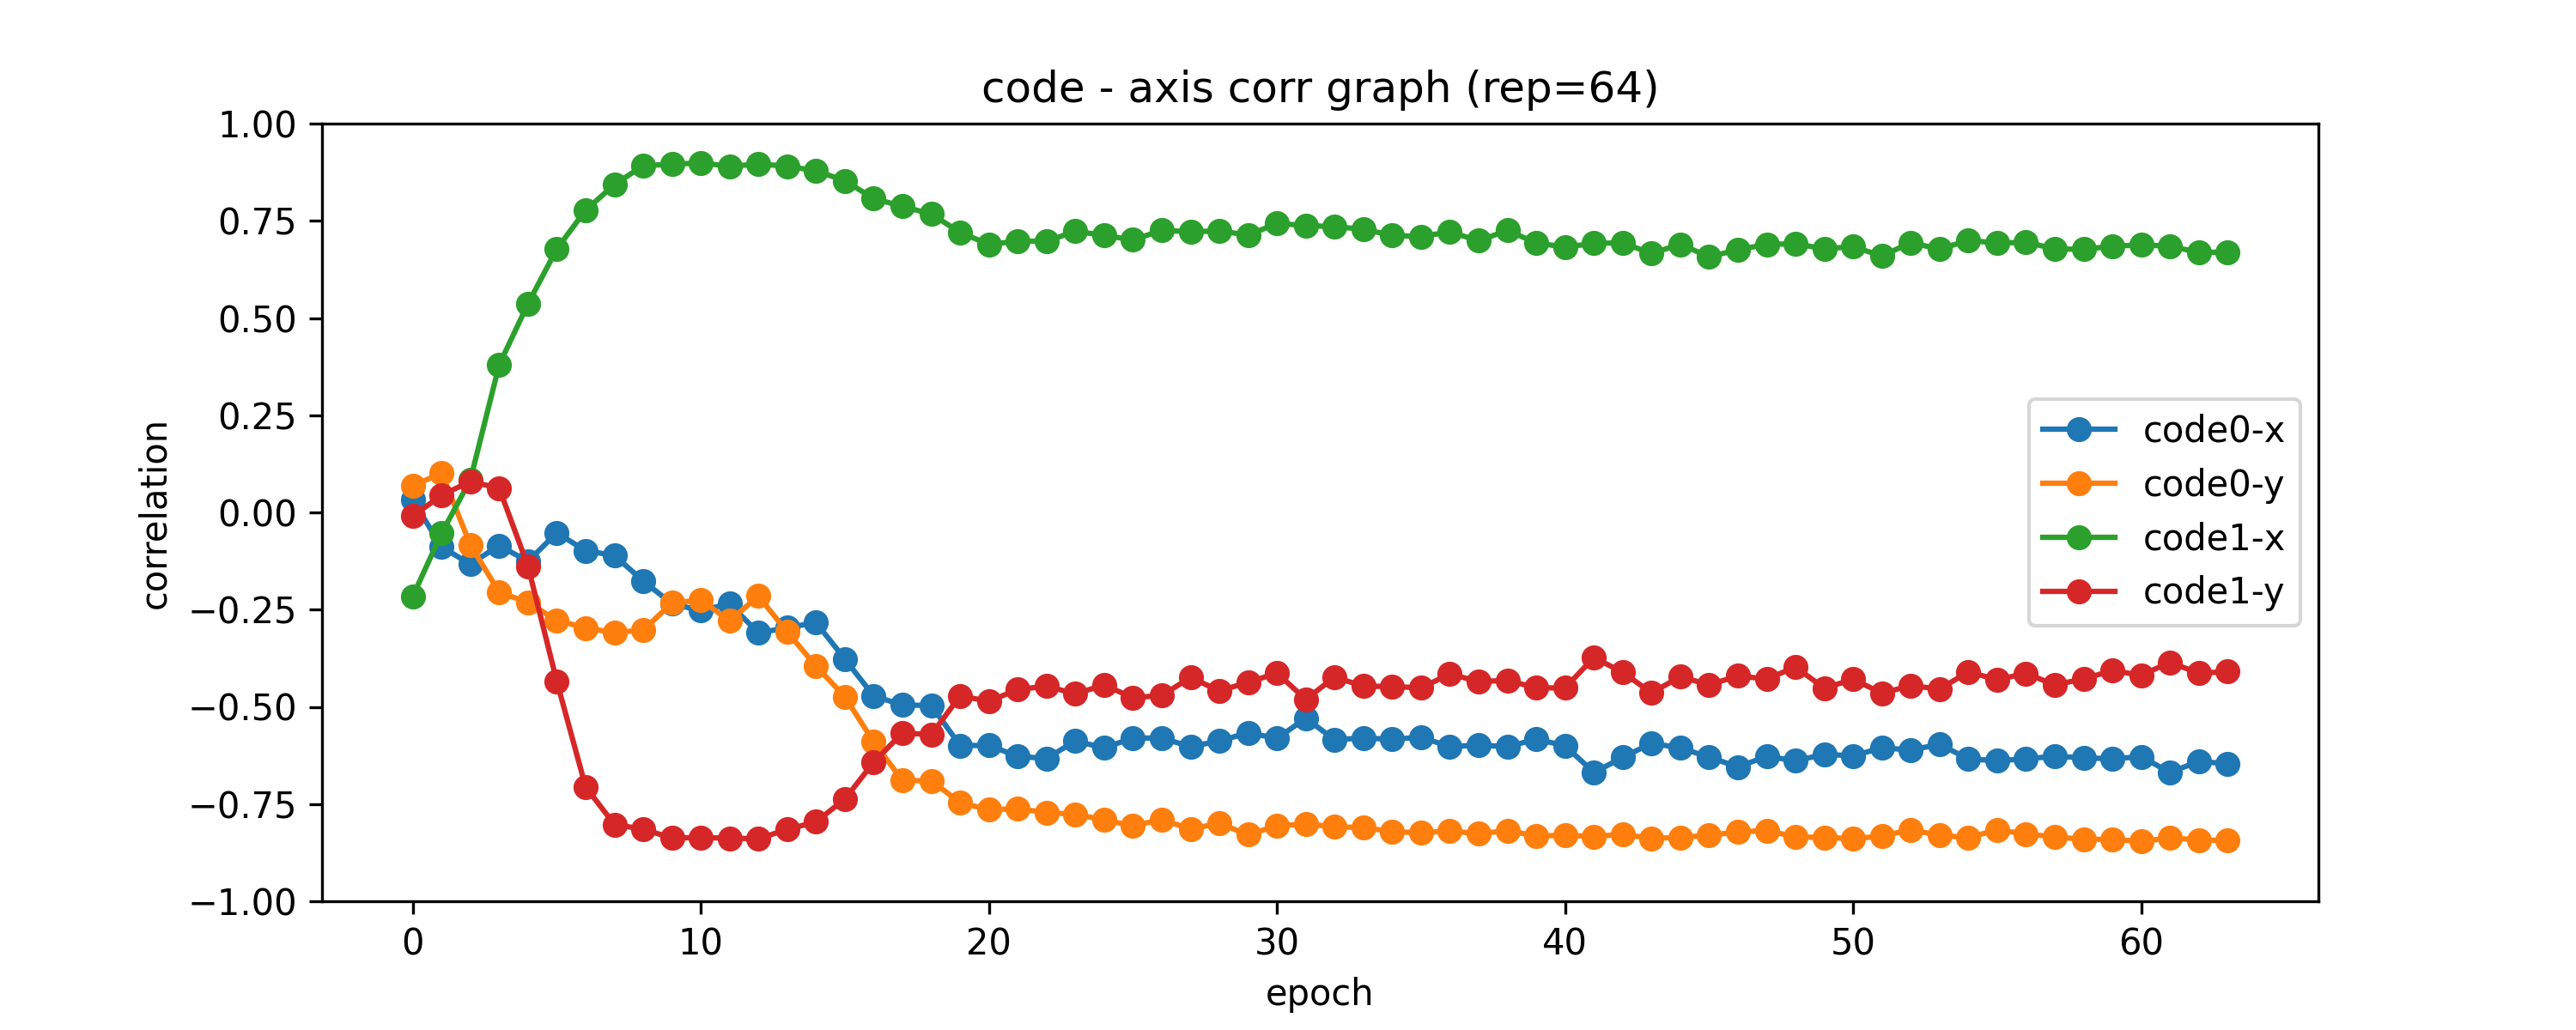 code - axis corr graph (rep=64)
1.00
0.75
0.50
0.25
0.00
−0.25
−0.50
−0.75
−1.00
correlation
code0-x
code0-y
code1-x
code1-y
0 10 20 30 40 50 60
epoch